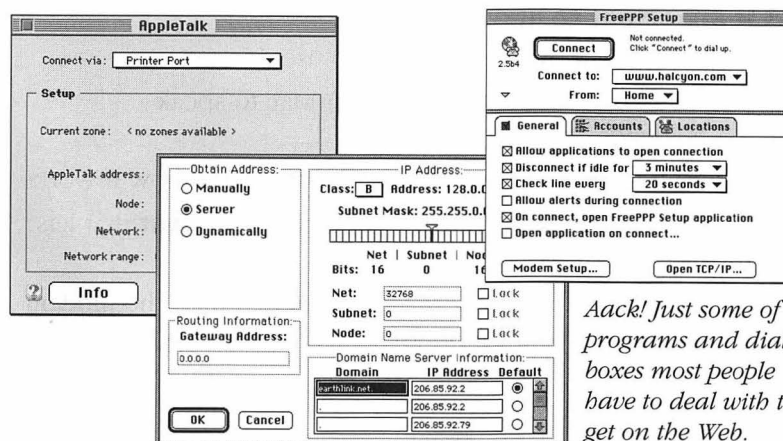 AppleTalk
Connect via: Printer Port
Setup
Current zone: < no zones available >
AppleTalk address:
Node:
Network:
Network range:
Info
Obtain Address:
Manually
Server
Dynamically
Routing Information:
Gateway Address:
0.0.0.0
OK
Cancel
IP Address:
Class: B Address: 128.0.0
Subnet Mask: 255.255.0.
Net | Subnet |
Bits: 16 0
Net: 32768 Lock
Subnet: 0 Lock
Node: 0 Lock
Domain Name Server Information:
Domain IP Address Default
earthlink.net. 206.85.92.2
. 206.85.92.2
. 206.85.92.79
FreePPP Setup
2.5b4
Connect
Not connected.
Click "Connect" to dial up.
Connect to: www.halcyon.com
From: Home
General Accounts Locations
Allow applications to open connection
Disconnect if idle for 3 minutes
Check line every 20 seconds
Allow alerts during connection
On connect, open FreePPP Setup application
Open application on connect...
Modem Setup...
Open TCP/IP...
Aack! Just some of
programs and
boxes most people
have to deal with
get on the Web.